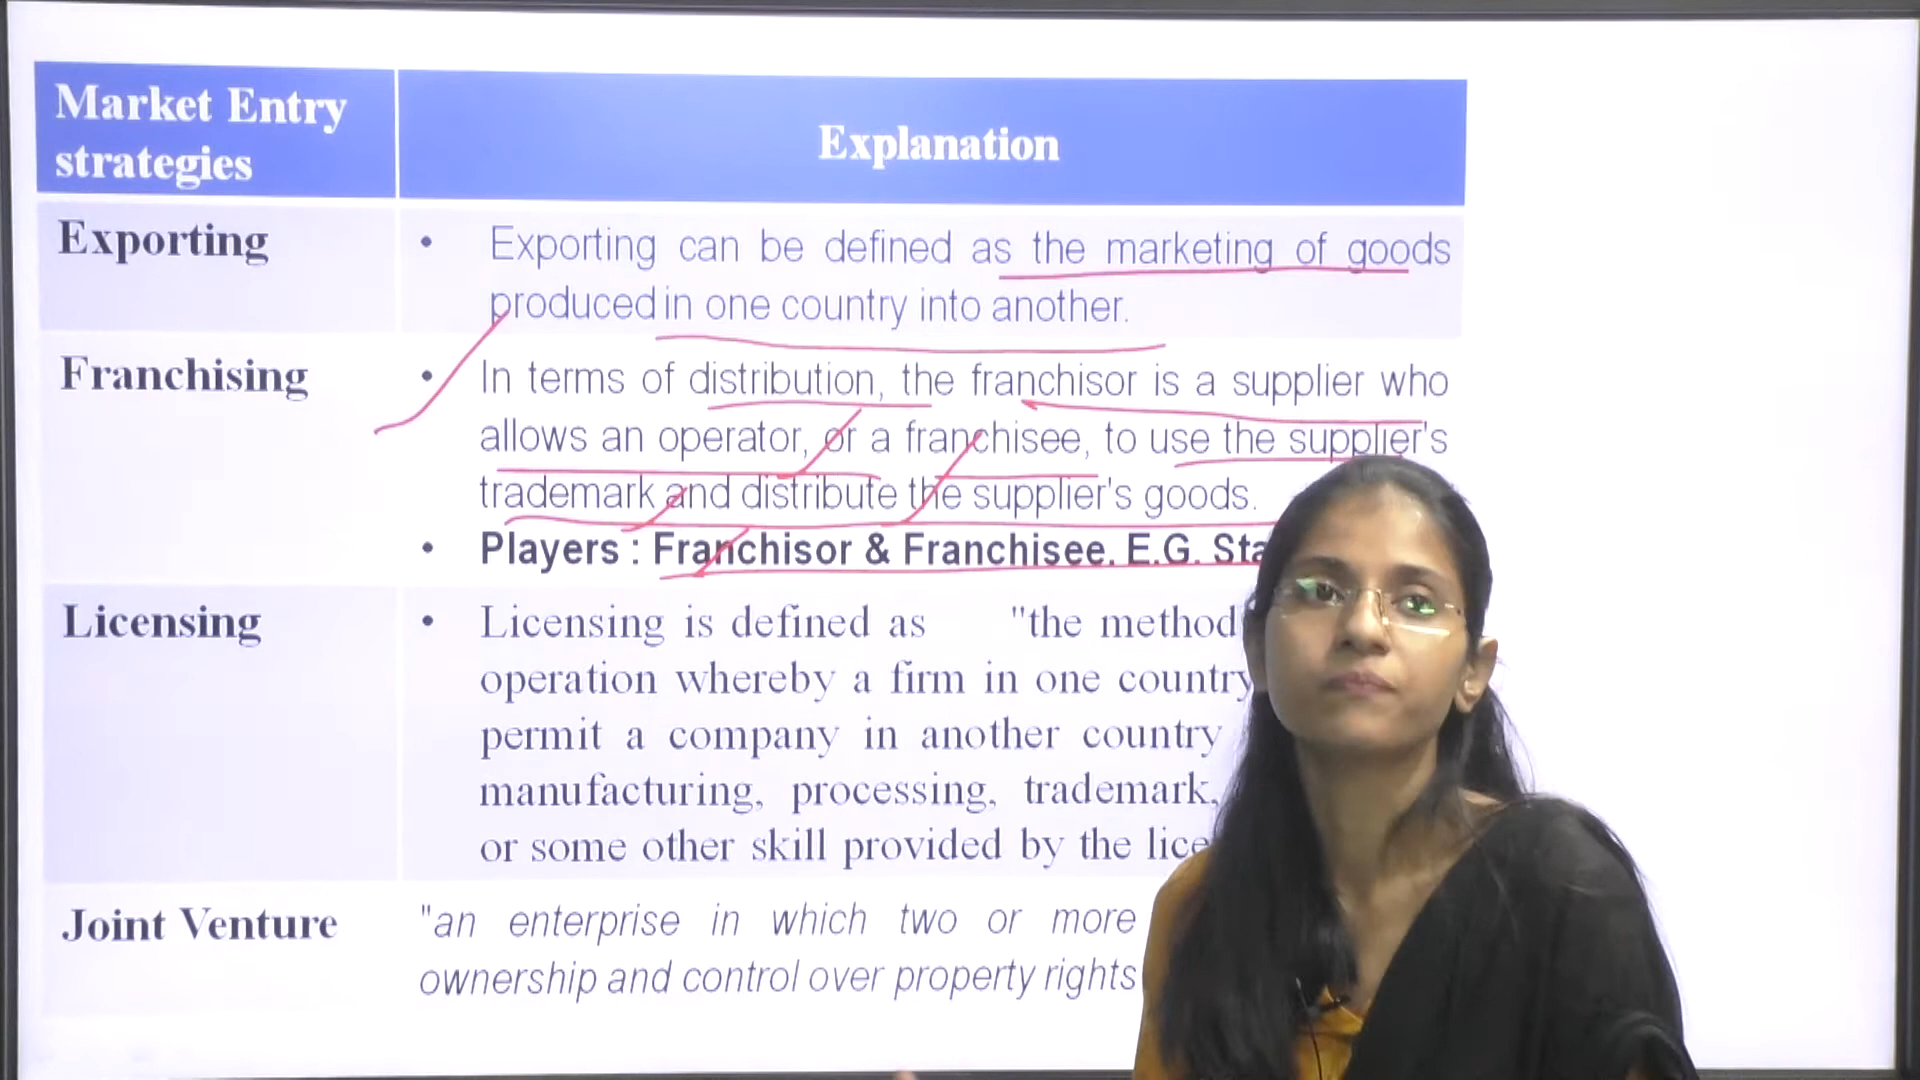 Market Entry
strategies
Explanation
Exporting
• Exporting can be defined as the marketing of goods
produced in one country into another.
Franchising
• In terms of distribution, the franchisor is a supplier who
allows an operator, or a franchisee, to use the supplier's
trademark and distribute the supplier's goods.
• Players : Franchisor & Franchisee. E.G. Sta
Licensing
• Licensing is defined as "the method
operation whereby a firm in one country
permit a company in another country
manufacturing, processing, trademark,
or some other skill provided by the lice
Joint Venture
"an enterprise in which two or more
ownership and control over property rights